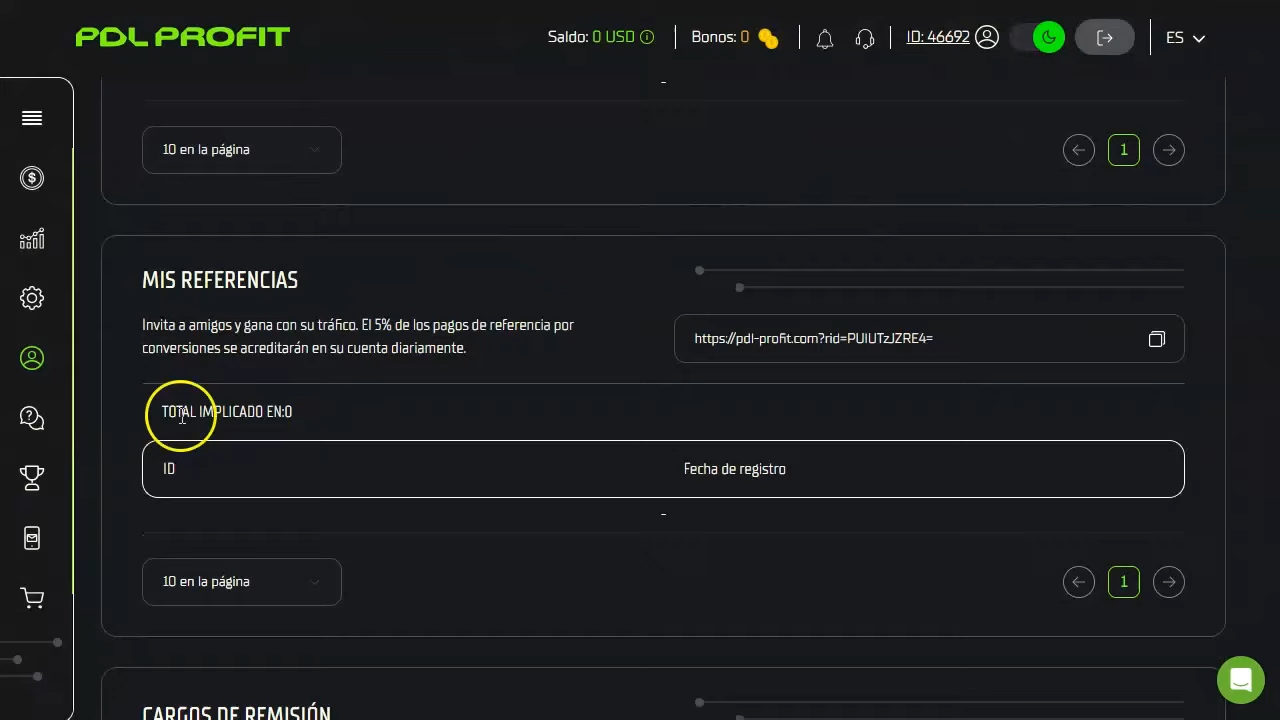 PDL PROFIT
Saldo: 0 USD
Bonos: 0
ID: 46692
ES
-
10 en la página
1
MIS REFERENCIAS
Invita a amigos y gana con su tráfico. El 5% de los pagos de referencia por
conversiones se acreditarán en su cuenta diariamente.
https://pdl-profit.com?rid=PUIUTzJZRE4=
TOTAL IMPLICADO EN:0
ID
Fecha de registro
-
10 en la página
1
CARGOS DE REMISIÓN